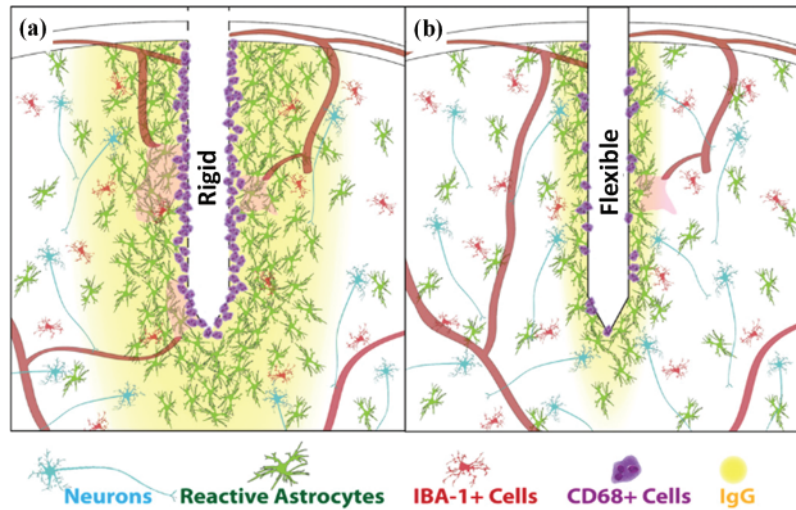 (a)
Rigid
(b)
Flexible
Neurons Reactive Astrocytes IBA-1+ Cells CD68+ Cells IgG